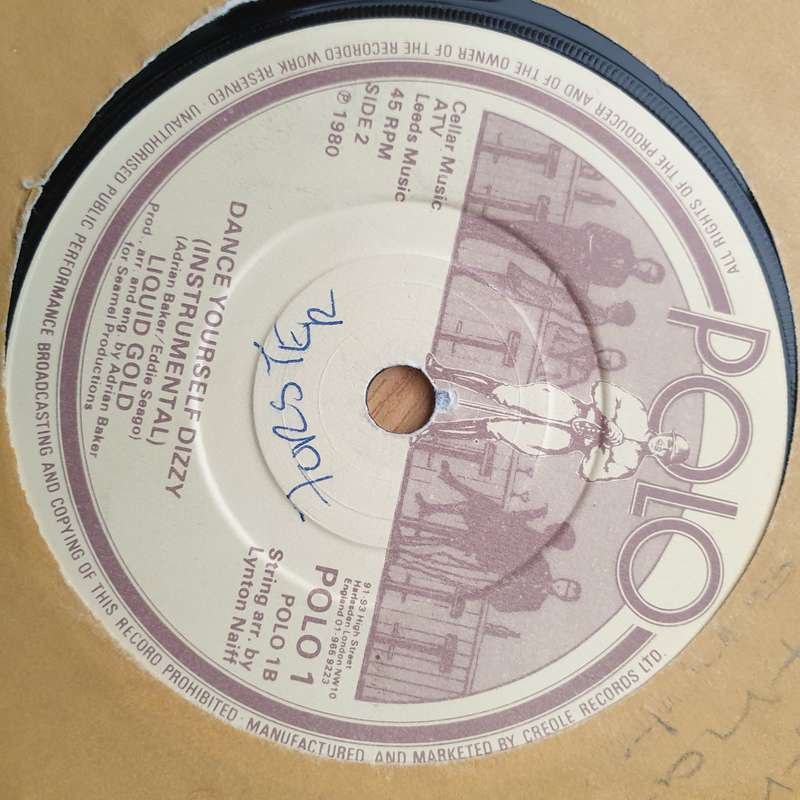 POLO
Cellar Music
ATV
Leeds Music
45 RPM
SIDE 2
℗ 1980
91-93 High Street
Harlesden London NW10
England 01-965 9223
POLO 1
POLO 1B
String arr. by
Lynton Naiff
DANCE YOURSELF DIZZY
(INSTRUMENTAL)
(Adrian Baker/Eddie Seago)
LIQUID GOLD
Prod., arr. and eng. by Adrian Baker
for Seamel Productions
ALL RIGHTS OF THE PRODUCER AND OF THE OWNER OF THE RECORDED WORK RESERVED · UNAUTHORISED PUBLIC PERFORMANCE BROADCASTING AND COPYING OF THIS RECORD PROHIBITED · MANUFACTURED AND MARKETED BY CREOLE RECORDS LTD.